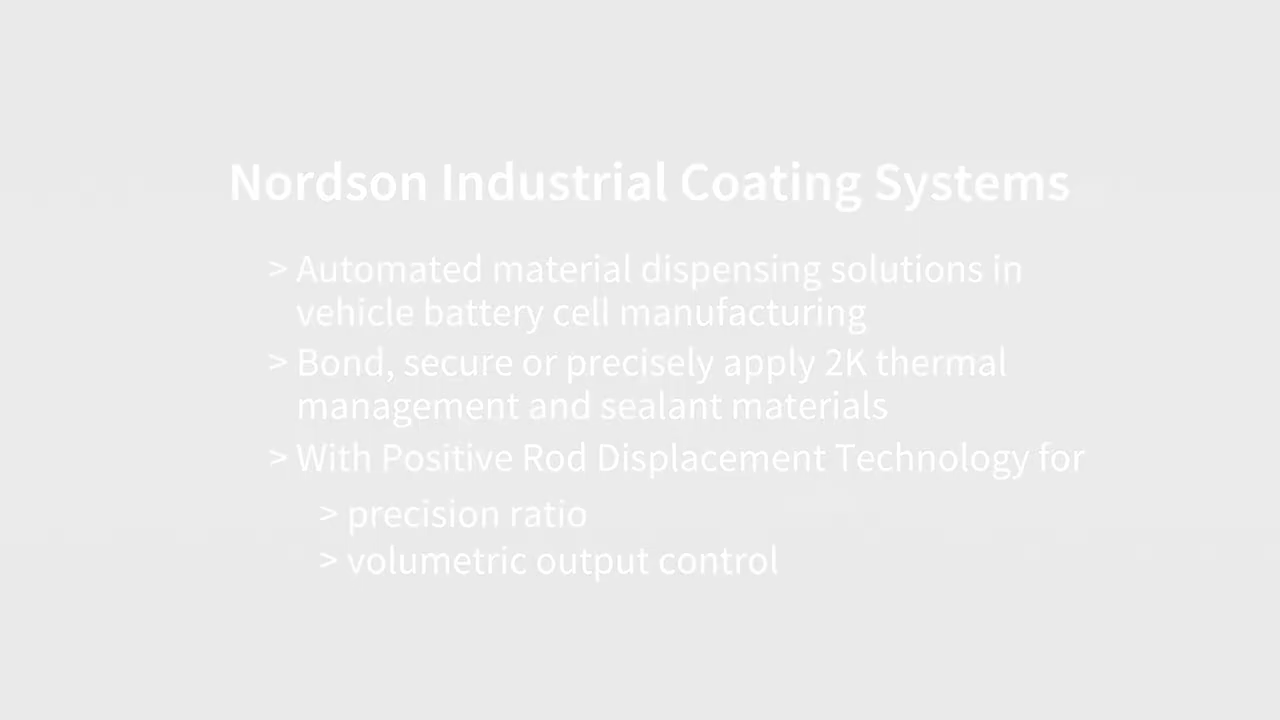 Nordson Industrial Coating Systems
> Automated material dispensing solutions in
vehicle battery cell manufacturing
> Bond, secure or precisely apply 2K thermal
management and sealant materials
> With Positive Rod Displacement Technology for
> precision ratio
> volumetric output control